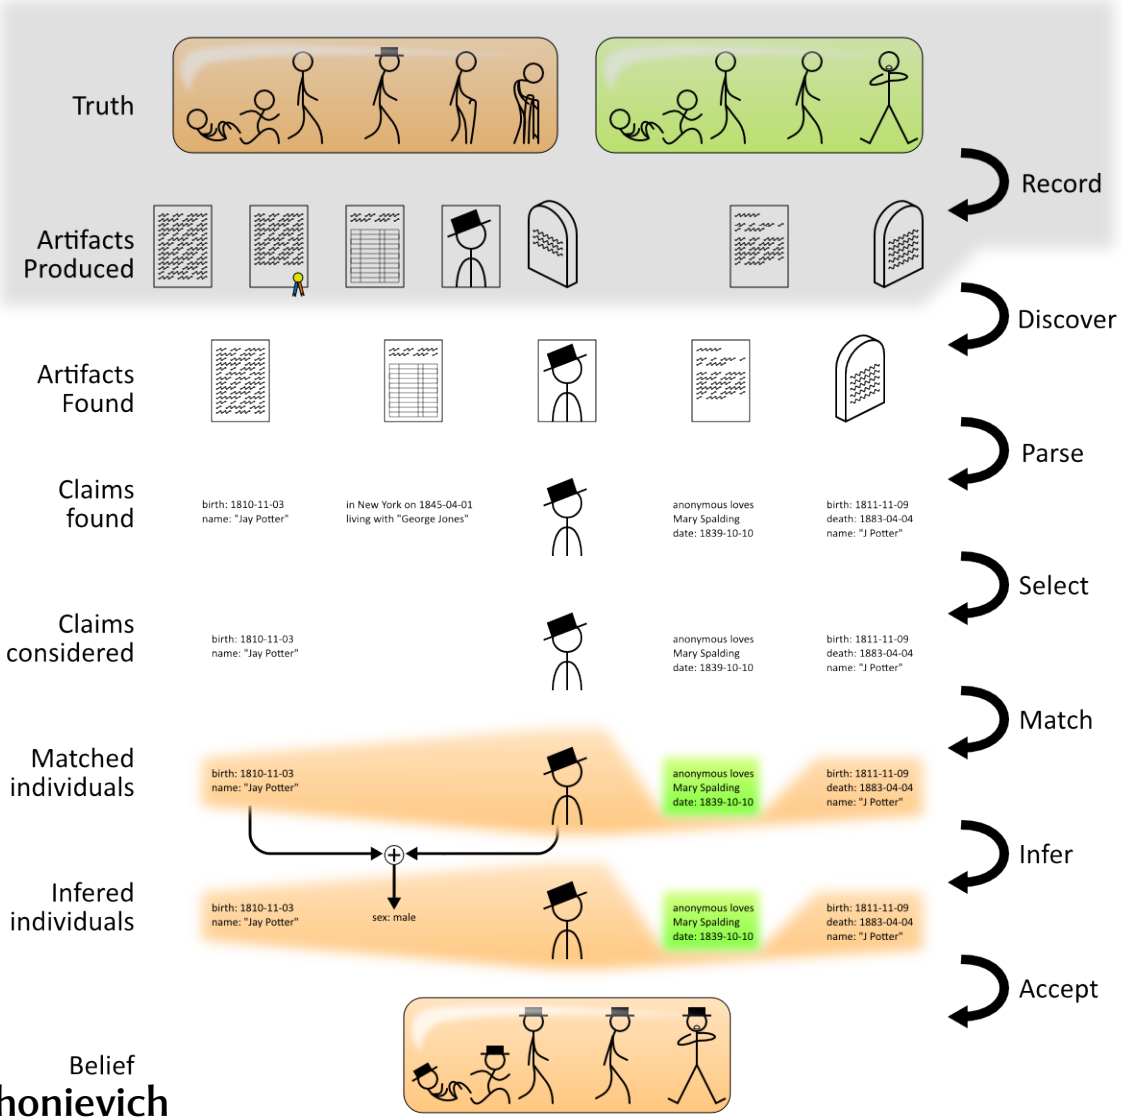 Truth
Record
Artifacts
Produced
Discover
Artifacts
Found
Parse
Claims
found
birth: 1810-11-03
name: "Jay Potter"
in New York on 1845-04-01
living with "George Jones"
anonymous loves
Mary Spalding
date: 1839-10-10
birth: 1811-11-09
death: 1883-04-04
name: "J Potter"
Select
Claims
considered
birth: 1810-11-03
name: "Jay Potter"
anonymous loves
Mary Spalding
date: 1839-10-10
birth: 1811-11-09
death: 1883-04-04
name: "J Potter"
Match
Matched
individuals
birth: 1810-11-03
name: "Jay Potter"
anonymous loves
Mary Spalding
date: 1839-10-10
birth: 1811-11-09
death: 1883-04-04
name: "J Potter"
Infer
Infered
individuals
birth: 1810-11-03
name: "Jay Potter"
sex: male
anonymous loves
Mary Spalding
date: 1839-10-10
birth: 1811-11-09
death: 1883-04-04
name: "J Potter"
Accept
Belief
honievich